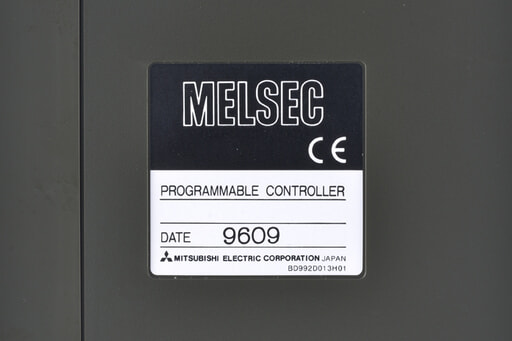 MELSEC
CE
PROGRAMMABLE CONTROLLER
DATE 9609
MITSUBISHI ELECTRIC CORPORATION JAPAN
BD992D013H01